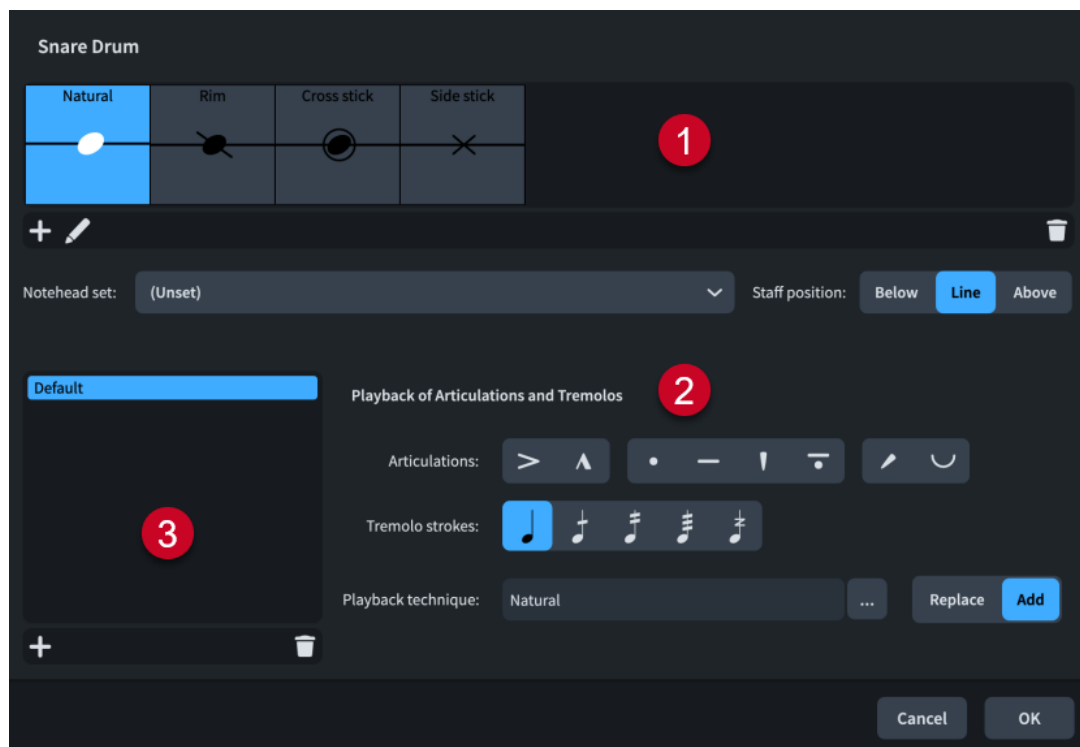 Snare Drum
Natural Rim Cross stick Side stick
1
Notehead set: (Unset) Staff position: Below Line Above
Default
Playback of Articulations and Tremolos 2
Articulations:
3
Tremolo strokes:
Playback technique: Natural ... Replace Add
Cancel OK